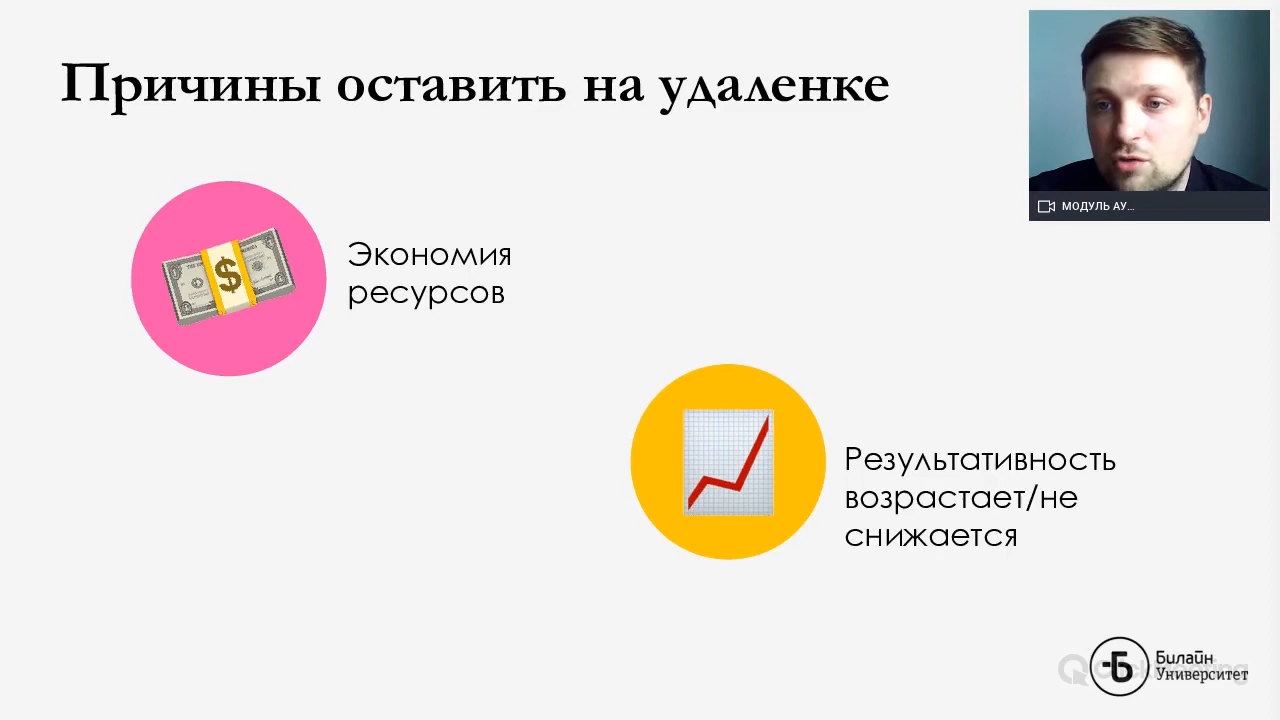 Причины оставить на удаленке
МОДУЛЬ АУ...
Экономия
ресурсов
$
Результативность
возрастает/не
снижается
-Б
Билайн
Университет